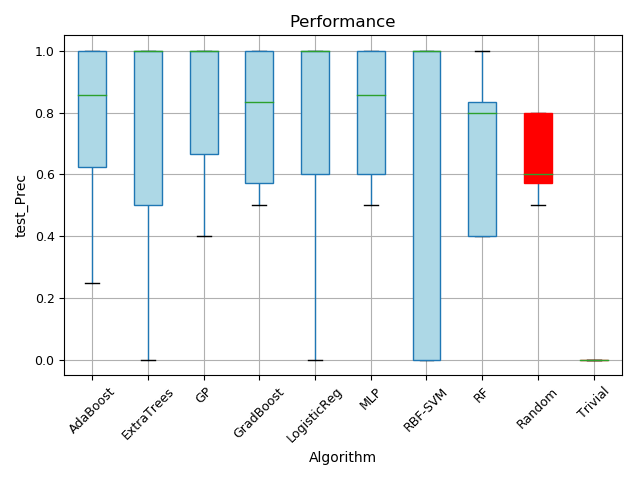 Performance
test_Prec
1.0
0.8
0.6
0.4
0.2
0.0
AdaBoost
ExtraTrees
GP
GradBoost
LogisticReg
MLP
RBF-SVM
RF
Random
Trivial
Algorithm